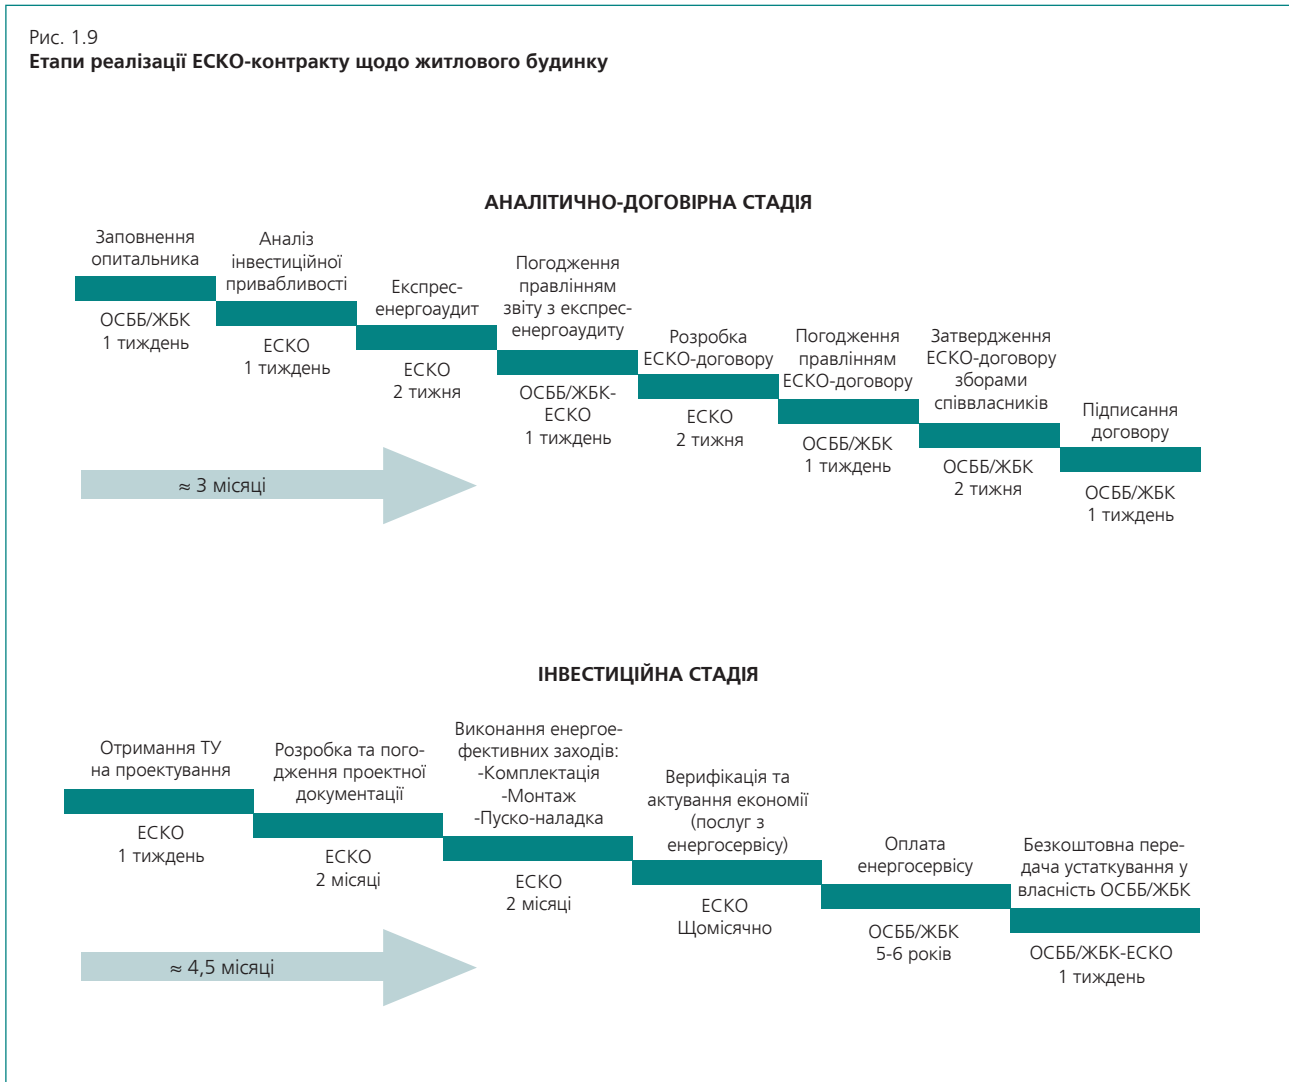 Рис. 1.9
Етапи реалізації ЕСКО-контракту щодо житлового будинку
АНАЛІТИЧНО-ДОГОВІРНА СТАДІЯ
Заповнення
опитальника
ОСББ/ЖБК
1 тиждень
Аналіз
інвестиційної
привабливості
ЕСКО
1 тиждень
Експрес-
енергоаудит
ЕСКО
2 тижня
Погодження
правлінням
звіту з експрес-
енергоаудиту
ОСББ/ЖБК-
ЕСКО
1 тиждень
Розробка
ЕСКО-договору
ЕСКО
2 тижня
Погодження
правлінням
ЕСКО-договору
ОСББ/ЖБК
1 тиждень
Затвердження
ЕСКО-договору
зборами
співвласників
ОСББ/ЖБК
2 тижня
Підписання
договору
ОСББ/ЖБК
1 тиждень
≈ 3 місяці
ІНВЕСТИЦІЙНА СТАДІЯ
Отримання ТУ
на проектування
ЕСКО
1 тиждень
Розробка та пого-
дження проектної
документації
ЕСКО
2 місяці
Виконання енергое-
фективних заходів:
-Комплектація
-Монтаж
-Пуско-наладка
ЕСКО
2 місяці
Верифікація та
актування економії
(послуг з
енергосервісу)
ЕСКО
Щомісячно
Оплата
енергосервісу
ОСББ/ЖБК
5-6 років
Безкоштовна пере-
дача устаткування у
власність ОСББ/ЖБК
ОСББ/ЖБК-ЕСКО
1 тиждень
≈ 4,5 місяці